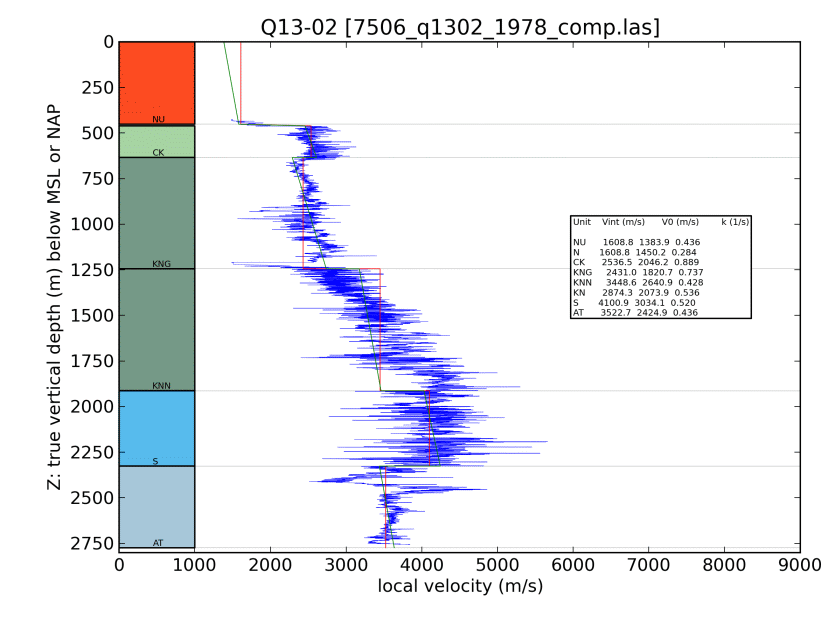 Q13-02 [7506_q1302_1978_comp.las]
Z: true vertical depth (m) below MSL or NAP
0
250
500
750
1000
1250
1500
1750
2000
2250
2500
2750
NU
CK
KNG
KNN
S
AT
Unit Vint (m/s) V0 (m/s) k (1/s)
NU 1608.8 1383.9 0.436
N 1608.8 1450.2 0.284
CK 2536.5 2046.2 0.889
KNG 2431.0 1820.7 0.737
KNN 3448.6 2640.9 0.428
KN 2874.3 2073.9 0.536
S 4100.9 3034.1 0.520
AT 3522.7 2424.9 0.436
0 1000 2000 3000 4000 5000 6000 7000 8000 9000
local velocity (m/s)